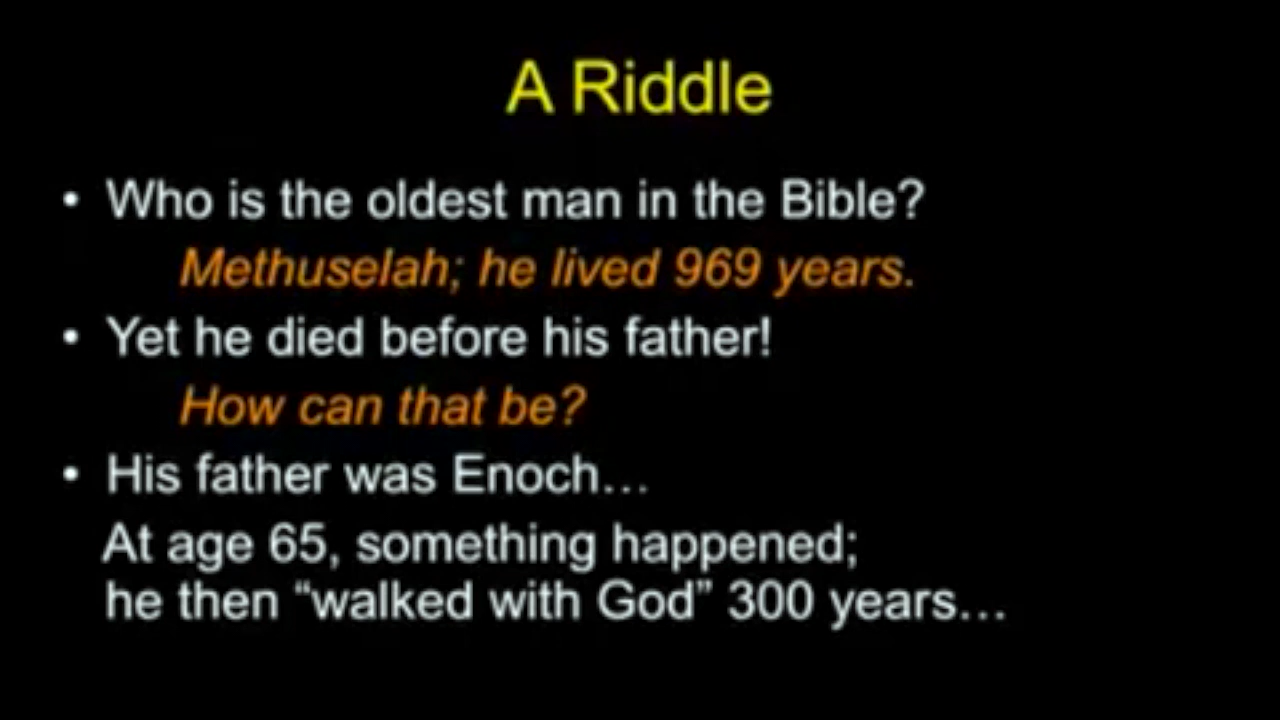 A Riddle
• Who is the oldest man in the Bible?
Methuselah; he lived 969 years.
• Yet he died before his father!
How can that be?
• His father was Enoch…
At age 65, something happened;
he then “walked with God” 300 years…